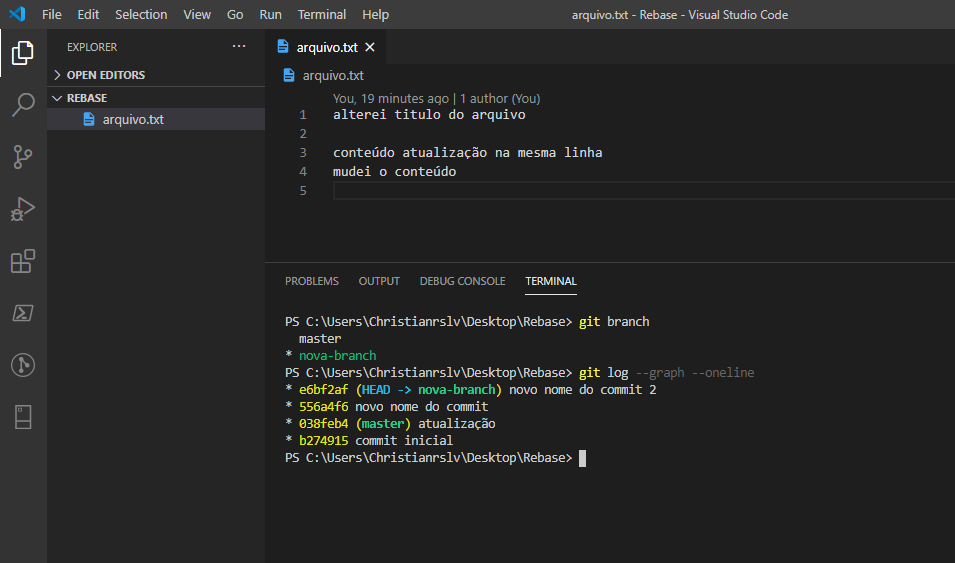 File Edit Selection View Go Run Terminal Help arquivo.txt - Rebase - Visual Studio Code
EXPLORER ...
OPEN EDITORS
REBASE
arquivo.txt
arquivo.txt
arquivo.txt
You, 19 minutes ago | 1 author (You)
1 alterei titulo do arquivo
2
3 conteúdo atualização na mesma linha
4 mudei o conteúdo
5
PROBLEMS OUTPUT DEBUG CONSOLE TERMINAL
PS C:\Users\Christianrslv\Desktop\Rebase> git branch
master
* nova-branch
PS C:\Users\Christianrslv\Desktop\Rebase> git log --graph --oneline
* e6bf2af (HEAD -> nova-branch) novo nome do commit 2
* 556a4f6 novo nome do commit
* 038feb4 (master) atualização
* b274915 commit inicial
PS C:\Users\Christianrslv\Desktop\Rebase>